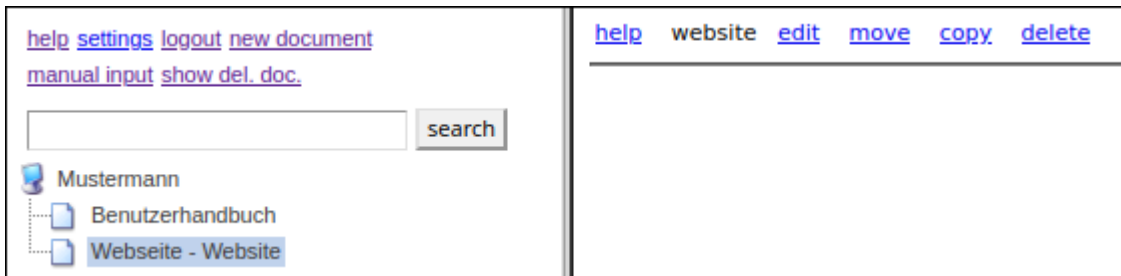 help settings logout new document
manual input show del. doc.
search
Mustermann
Benutzerhandbuch
Webseite - Website
help website edit move copy delete